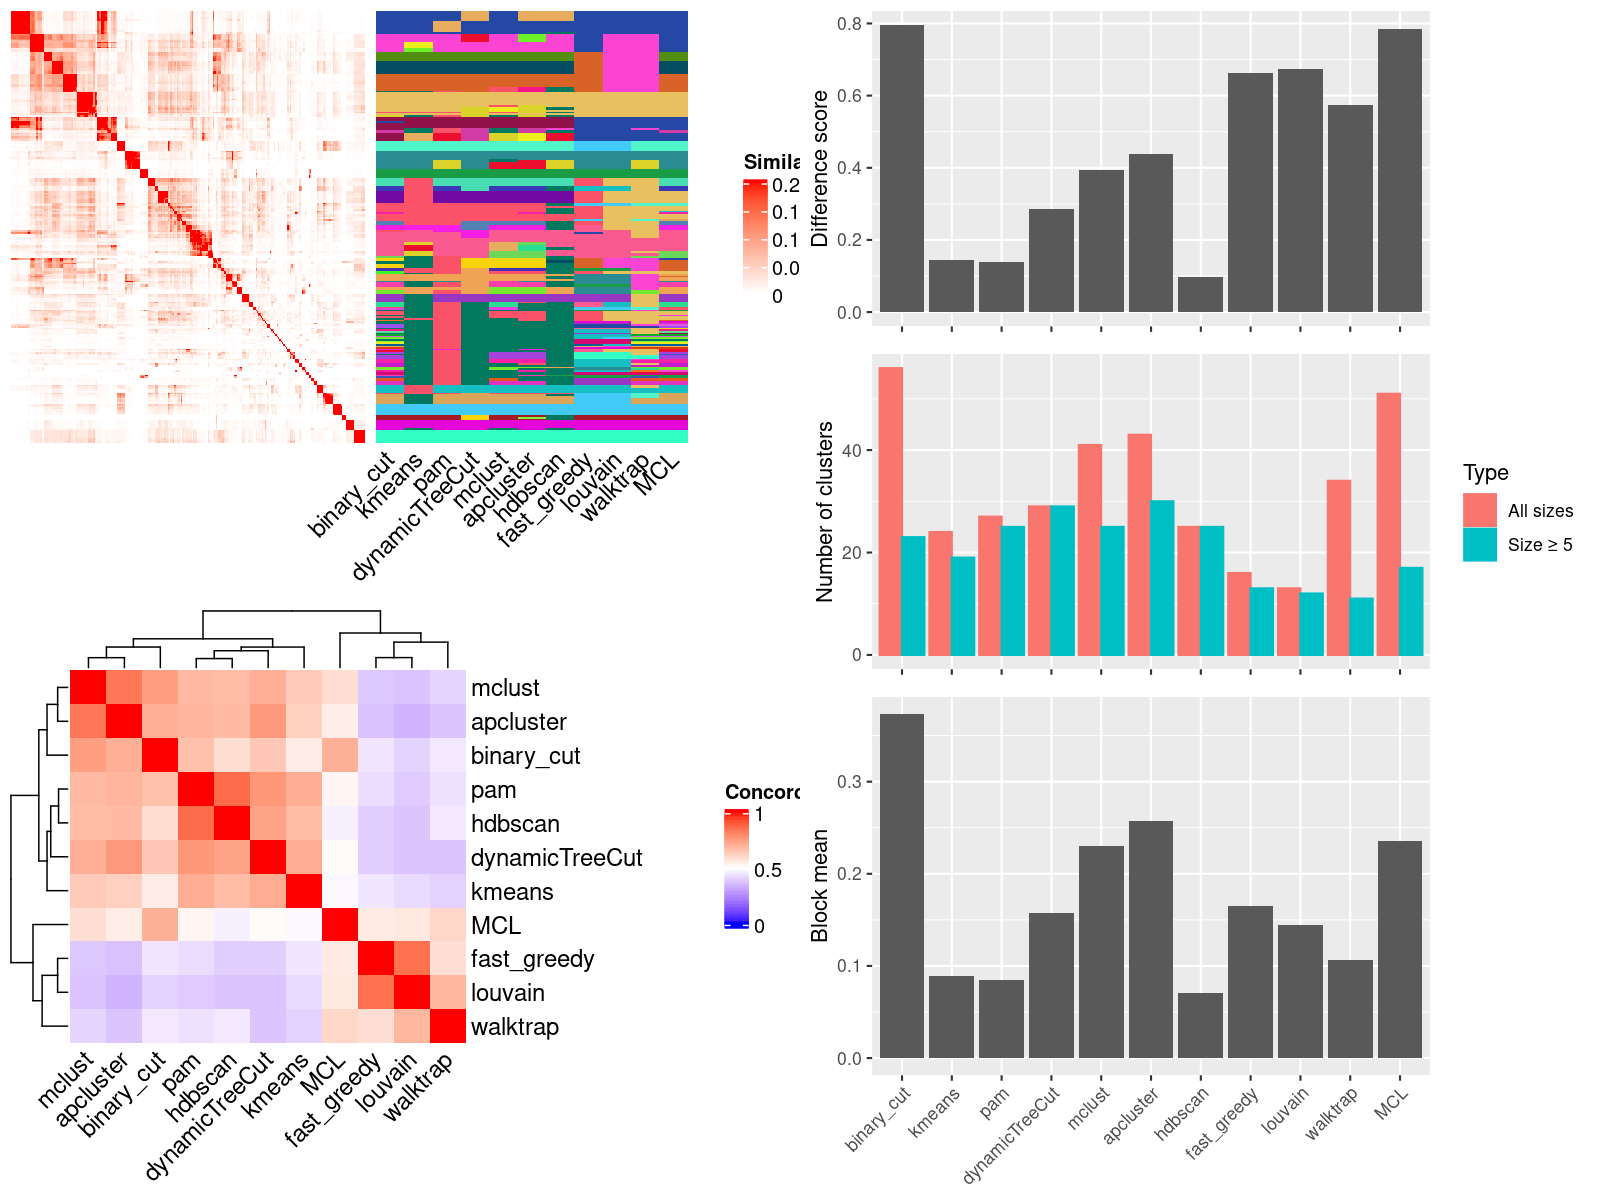 Simila
0.2
0.1
0.1
0.0
0
binary_cut
kmeans
pam
dynamicTreeCut
mclust
apcluster
hdbscan
fast_greedy
louvain
walktrap
MCL
mclust
apcluster
binary_cut
pam
hdbscan
dynamicTreeCut
kmeans
MCL
fast_greedy
louvain
walktrap
mclust
apcluster
binary_cut
pam
hdbscan
dynamicTreeCut
kmeans
MCL
fast_greedy
louvain
walktrap
Concord
1
0.5
0
Difference score
0.8
0.6
0.4
0.2
0.0
Number of clusters
40
20
0
Type
All sizes
Size ≥ 5
Block mean
0.3
0.2
0.1
0.0
binary_cut
kmeans
pam
dynamicTreeCut
mclust
apcluster
hdbscan
fast_greedy
louvain
walktrap
MCL